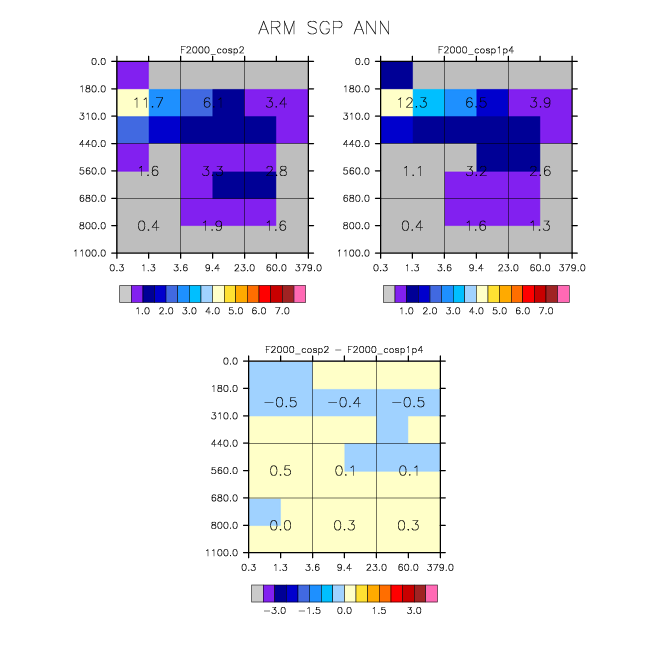 ARM SGP ANN
F2000_cosp2
F2000_cosp1p4
0.0
0.0
180.0
180.0
11.7 6.1 3.4
12.3 6.5 3.9
310.0
310.0
440.0
440.0
560.0 1.6 3.3 2.8
560.0 1.1 3.2 2.6
680.0
680.0
800.0 0.4 1.9 1.6
800.0 0.4 1.6 1.3
1100.0
1100.0
0.3 1.3 3.6 9.4 23.0 60.0 379.0
0.3 1.3 3.6 9.4 23.0 60.0 379.0
1.0 2.0 3.0 4.0 5.0 6.0 7.0
1.0 2.0 3.0 4.0 5.0 6.0 7.0
F2000_cosp2 − F2000_cosp1p4
0.0
180.0
−0.5 −0.4 −0.5
310.0
440.0
560.0 0.5 0.1 0.1
680.0
800.0 0.0 0.3 0.3
1100.0
0.3 1.3 3.6 9.4 23.0 60.0 379.0
−3.0 −1.5 0.0 1.5 3.0